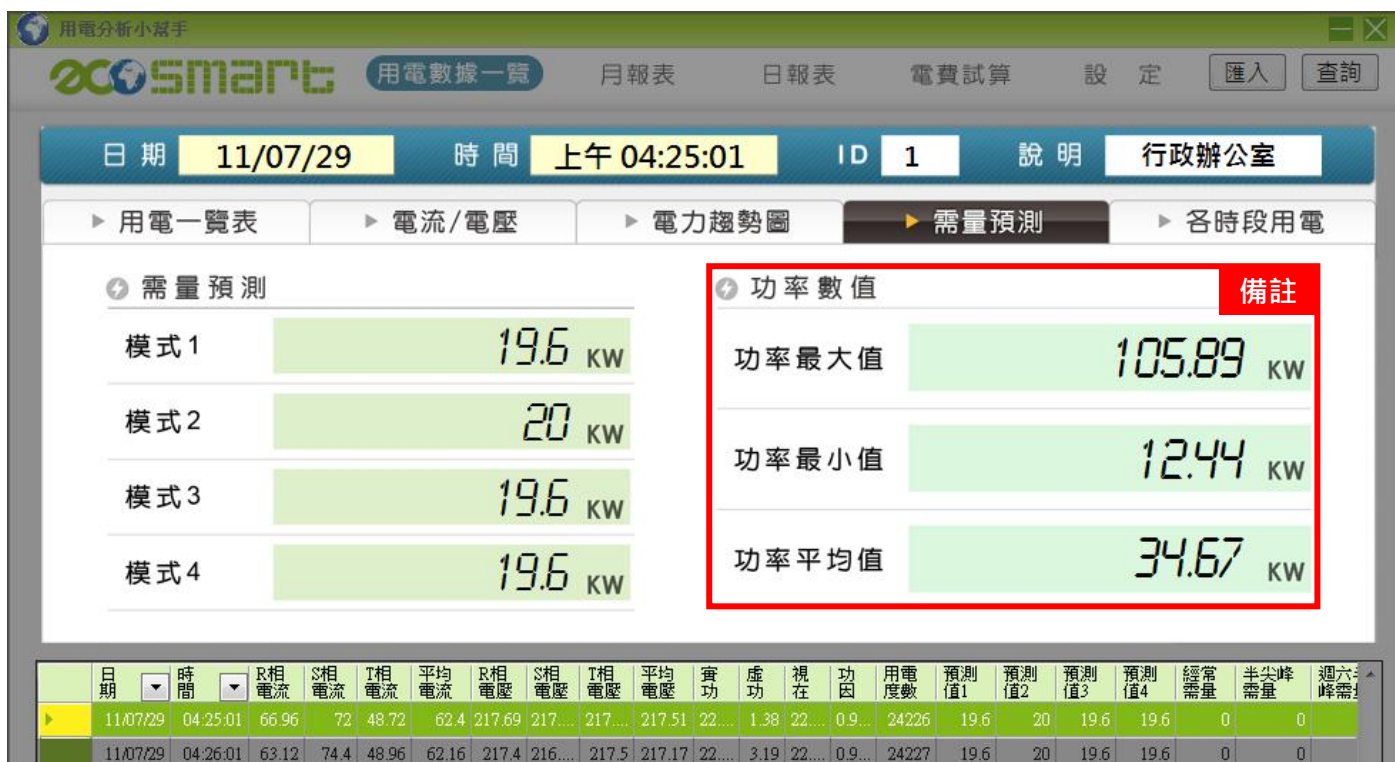 用電分析小幫手
ecosmart 用電數據一覽 月報表 日報表 電費試算 設 定 匯入 查詢
日期 11/07/29 時間 上午 04:25:01 ID 1 說明 行政辦公室
用電一覽表 電流/電壓 電力趨勢圖 需量預測 各時段用電
需量預測 功率數值 備註
模式1 19.6 KW
功率最大值 105.89 KW
模式2 20 KW
功率最小值 12.44 KW
模式3 19.6 KW
功率平均值 34.67 KW
模式4 19.6 KW
日期 時間 R相電流 S相電流 T相電流 平均電流 R相電壓 S相電壓 T相電壓 平均電壓 實功 虛功 視在 功因 用電度數 預測值1 預測值2 預測值3 預測值4 經常需量 半尖峰需量
11/07/29 04:25:01 66.96 72 48.72 62.4 217.69 217.... 217.... 217.51 22.... 1.38 22.... 0.9... 24226 19.6 20 19.6 19.6 0 0
11/07/29 04:26:01 63.12 74.4 48.96 62.16 217.4 216.... 217.5 217.17 22.... 3.19 22.... 0.9... 24227 19.6 20 19.6 19.6 0 0